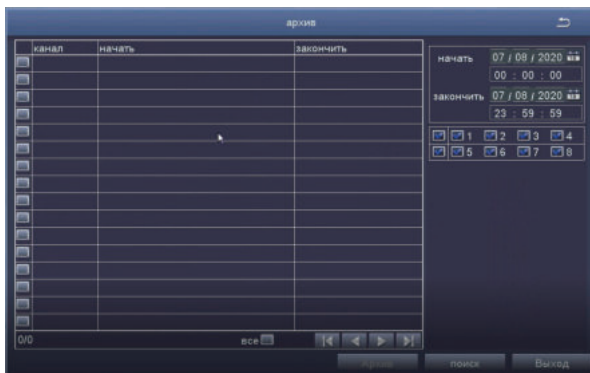 архив
канал начать закончить
начать 07 / 08 / 2020
00 : 00 : 00
закончить 07 / 08 / 2020
23 : 59 : 59
1 2 3 4
5 6 7 8
0/0 все
Архив поиск Выход